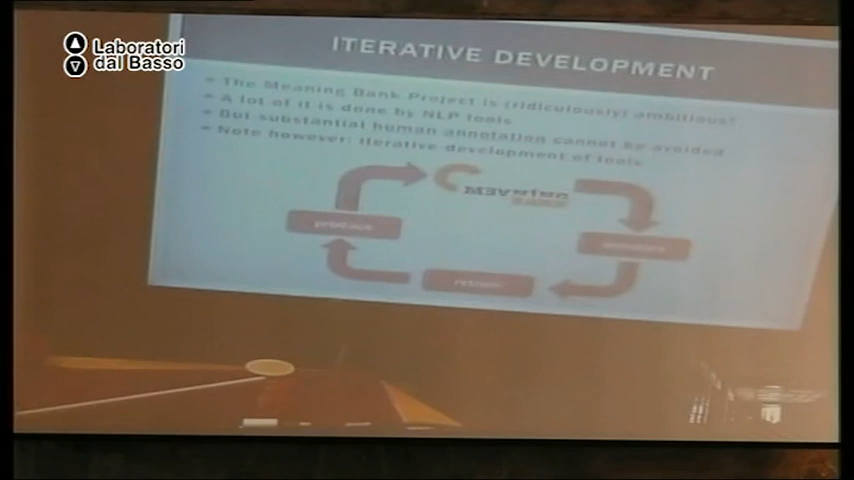 Laboratori
dal Basso
ITERATIVE DEVELOPMENT
The Meaning Bank Project is (ridiculously) ambitious!
A lot of it is done by NLP tools
But substantial human annotation cannot be avoided
Note however: iterative development of tools
produce
retrain